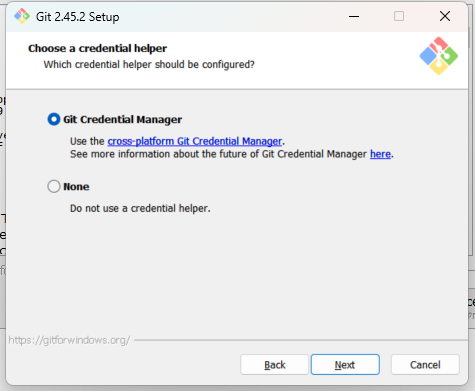 Git 2.45.2 Setup
Choose a credential helper
Which credential helper should be configured?
Git Credential Manager
Use the cross-platform Git Credential Manager.
See more information about the future of Git Credential Manager here.
None
Do not use a credential helper.
https://gitforwindows.org/
Back
Next
Cancel